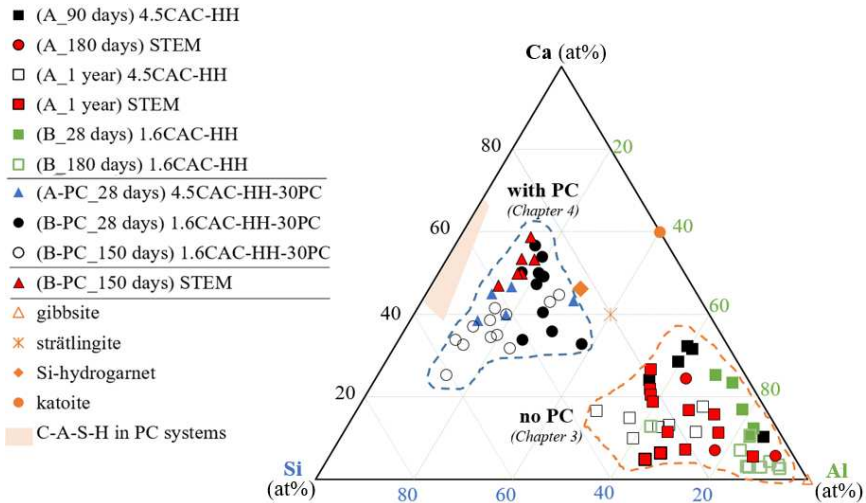 (A_90 days) 4.5CAC-HH
(A_180 days) STEM
(A_1 year) 4.5CAC-HH
(A_1 year) STEM
(B_28 days) 1.6CAC-HH
(B_180 days) 1.6CAC-HH
(A-PC_28 days) 4.5CAC-HH-30PC
(B-PC_28 days) 1.6CAC-HH-30PC
(B-PC_150 days) 1.6CAC-HH-30PC
(B-PC_150 days) STEM
gibbsite
strätlingite
Si-hydrogarnet
katoite
C-A-S-H in PC systems
Ca (at%)
80
20
with PC
(Chapter 4)
60
40
40
60
20
80
no PC
(Chapter 3)
Si
(at%)
Al
(at%)
80
60
40
20